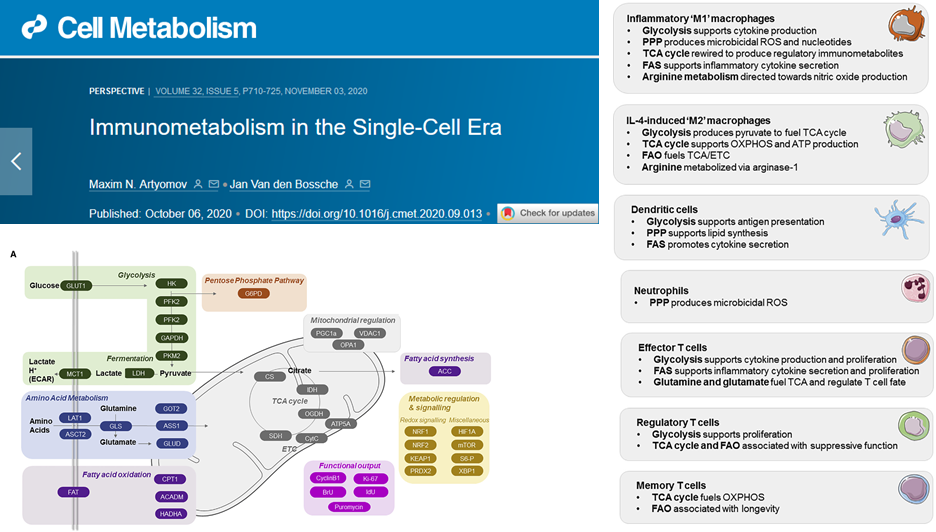 Cell Metabolism
PERSPECTIVE | VOLUME 32, ISSUE 5, P710-725, NOVEMBER 03, 2020
Immunometabolism in the Single-Cell Era
Maxim N. Artyomov • Jan Van den Bossche
Published: October 06, 2020 • DOI: https://doi.org/10.1016/j.cmet.2020.09.013 •
Check for updates
A
Glycolysis
Glucose
GLUT1
HK
PFK2
PFK2
GAPDH
PKM2
Pentose Phosphate Pathway
G6PD
Fermentation
Lactate
H+
(ECAR)
MCT1
Lactate
LDH
Pyruvate
Mitochondrial regulation
PGC1a
VDAC1
OPA1
Fatty acid synthesis
ACC
Citrate
CS
IDH
TCA cycle
OGDH
ATP5A
SDH
CytC
ETC
Amino Acid Metabolism
Amino
Acids
LAT1
ASCT2
Glutamine
GLS
Glutamate
GOT2
ASS1
GLUD
Fatty acid oxidation
FAT
CPT1
ACADM
HADHA
Metabolic regulation
& signalling
Redox signalling
Miscellaneous
NRF1
HIF1A
NRF2
mTOR
KEAP1
S6-P
PRDX2
XBP1
Functional output
CyclinB1
Ki-67
BrU
IdU
Puromycin
Inflammatory ‘M1’ macrophages
• Glycolysis supports cytokine production
• PPP produces microbicidal ROS and nucleotides
• TCA cycle rewired to produce regulatory immunometabolites
• FAS supports inflammatory cytokine secretion
• Arginine metabolism directed towards nitric oxide production
IL-4-induced ‘M2’ macrophages
• Glycolysis produces pyruvate to fuel TCA cycle
• TCA cycle supports OXPHOS and ATP production
• FAO fuels TCA/ETC
• Arginine metabolized via arginase-1
Dendritic cells
• Glycolysis supports antigen presentation
• PPP supports lipid synthesis
• FAS promotes cytokine secretion
Neutrophils
• PPP produces microbicidal ROS
Effector T cells
• Glycolysis supports cytokine production and proliferation
• FAS supports inflammatory cytokine secretion and proliferation
• Glutamine and glutamate fuel TCA and regulate T cell fate
Regulatory T cells
• Glycolysis supports proliferation
• TCA cycle and FAO associated with suppressive function
Memory T cells
• TCA cycle fuels OXPHOS
• FAO associated with longevity